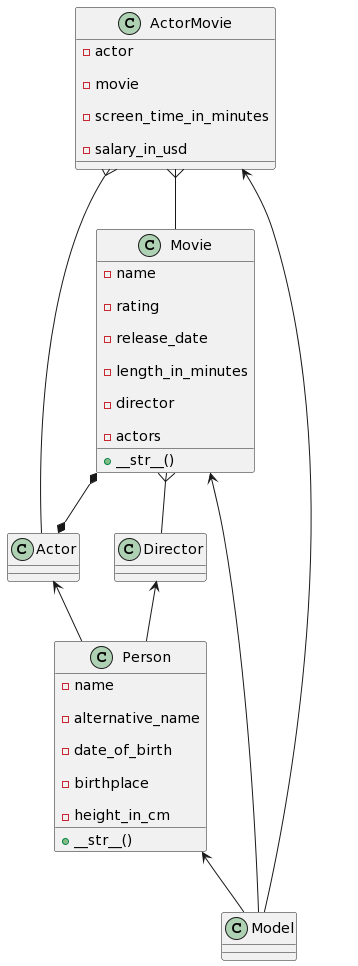 C ActorMovie
actor
movie
screen_time_in_minutes
salary_in_usd
C Movie
name
rating
release_date
length_in_minutes
director
actors
__str__()
C Actor
C Director
C Person
name
alternative_name
date_of_birth
birthplace
height_in_cm
__str__()
C Model